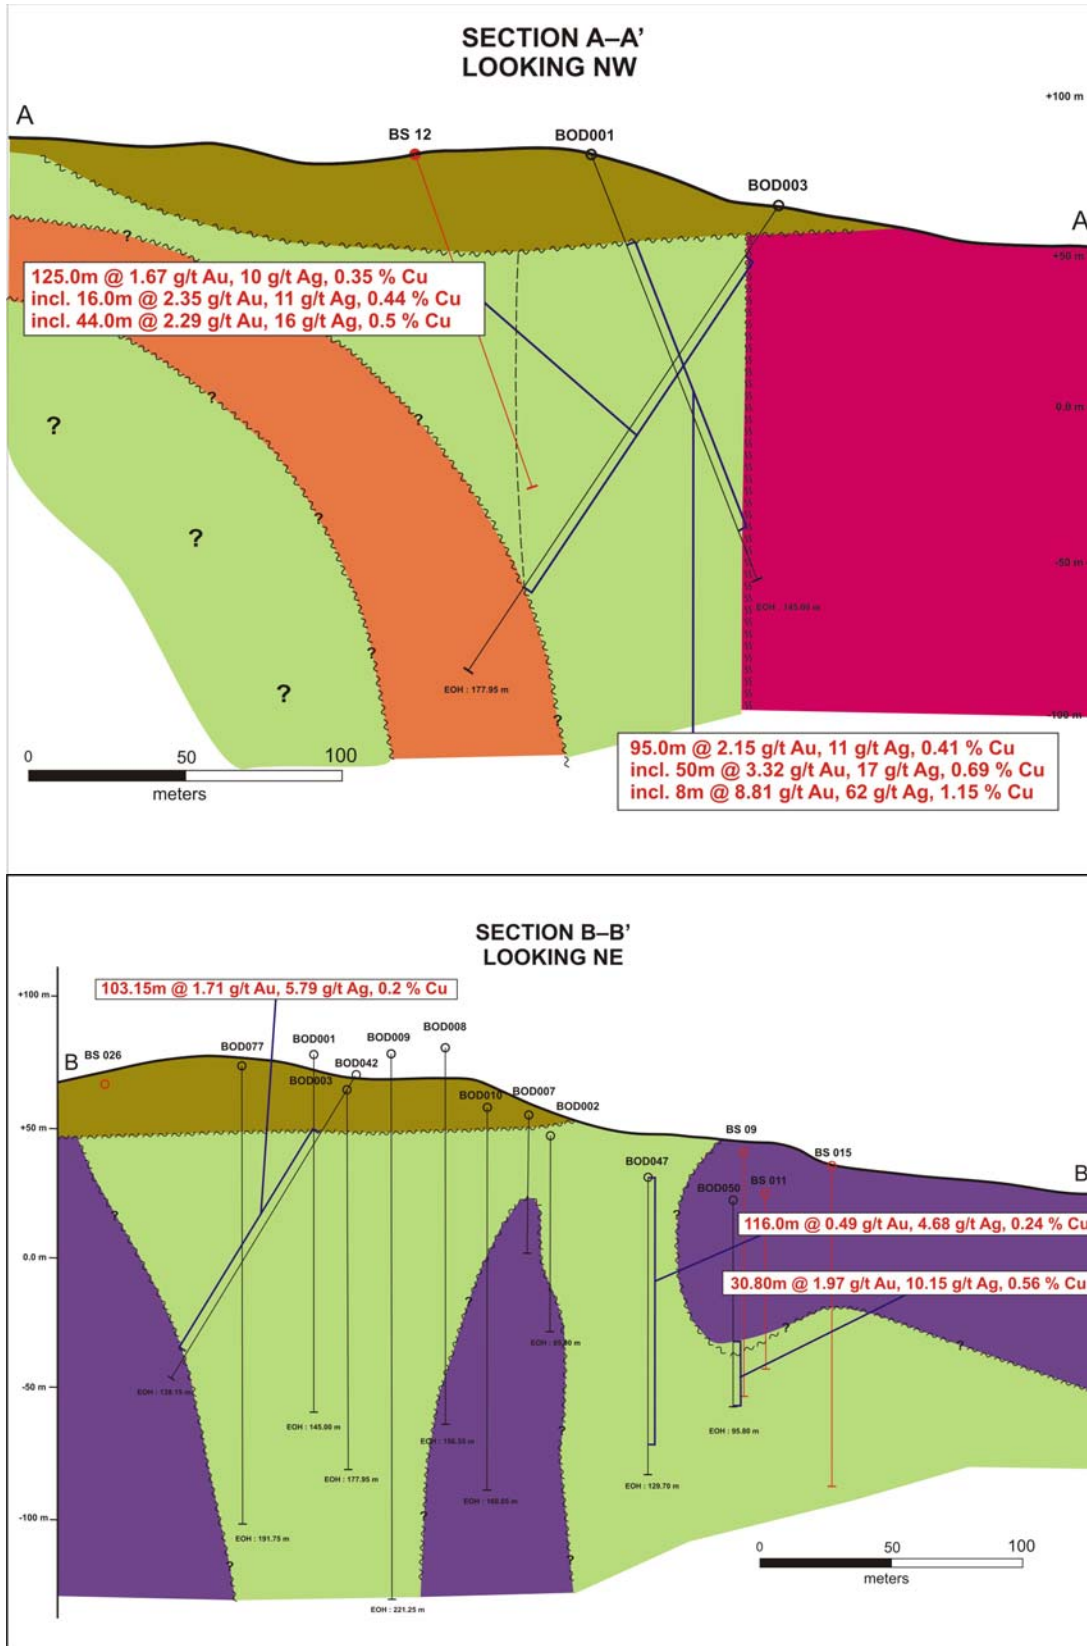 SECTION A–A’
LOOKING NW
+100 m
A
BS 12
BOD001
BOD003
A
+50 m
?
125.0m @ 1.67 g/t Au, 10 g/t Ag, 0.35 % Cu
incl. 16.0m @ 2.35 g/t Au, 11 g/t Ag, 0.44 % Cu
incl. 44.0m @ 2.29 g/t Au, 16 g/t Ag, 0.5 % Cu
?
0.0 m
?
?
?
?
-50 m
EOH : 145.00 m
?
?
EOH : 177.95 m
?
-100 m
0 50 100
meters
95.0m @ 2.15 g/t Au, 11 g/t Ag, 0.41 % Cu
incl. 50m @ 3.32 g/t Au, 17 g/t Ag, 0.69 % Cu
incl. 8m @ 8.81 g/t Au, 62 g/t Ag, 1.15 % Cu
SECTION B–B’
LOOKING NE
103.15m @ 1.71 g/t Au, 5.79 g/t Ag, 0.2 % Cu
+100 m
B
BS 026
BOD077
BOD001
BOD003
BOD042
BOD009
BOD008
BOD010
BOD007
BOD002
+50 m
BS 09
BOD047
BS 015
BOD050
BS 011
B
?
?
116.0m @ 0.49 g/t Au, 4.68 g/t Ag, 0.24 % Cu
0.0 m
30.80m @ 1.97 g/t Au, 10.15 g/t Ag, 0.56 % Cu
?
?
?
-50 m
EOH : 145.00 m
EOH : 95.80 m
EOH : 177.95 m
EOH : 129.70 m
-100 m
?
EOH : 191.75 m
?
?
EOH : 221.25 m
0 50 100
meters